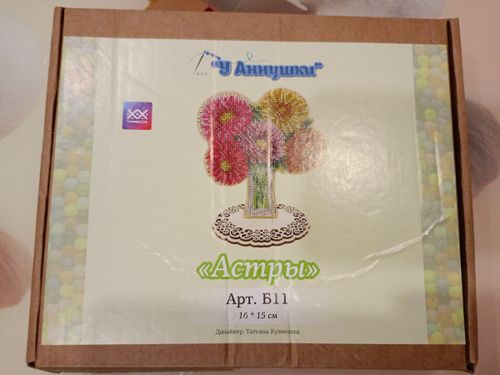 "У Аннушки"
«Астры»
Арт. Б11
16 * 15 см
Дизайнер Татьяна Кузнецова